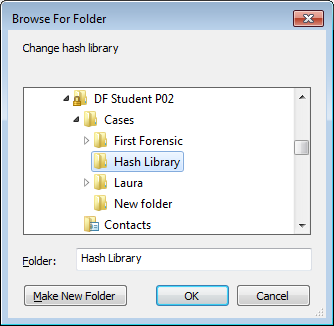 Browse For Folder
Change hash library
DF Student P02
Cases
First Forensic
Hash Library
Laura
New folder
Contacts
Folder: Hash Library
Make New Folder OK Cancel